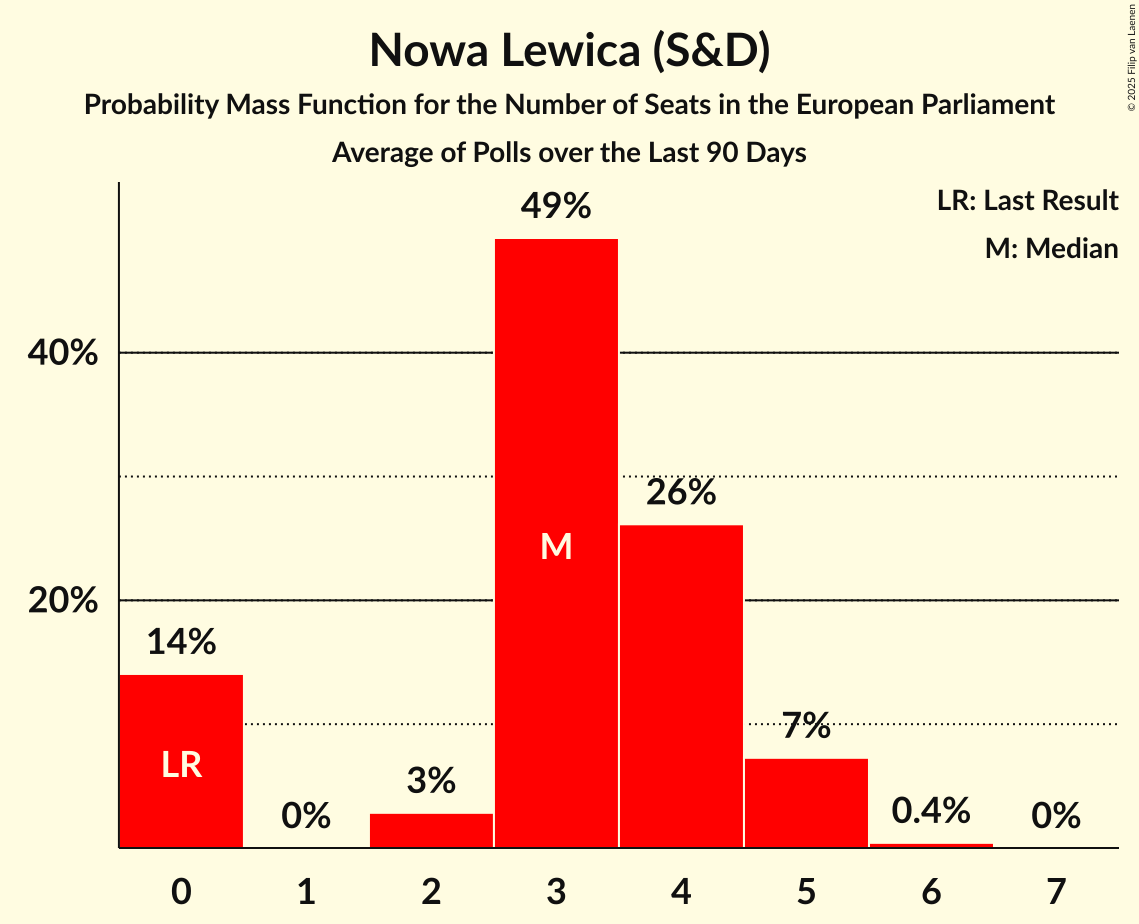 Nowa Lewica (S&D)
Probability Mass Function for the Number of Seats in the European Parliament
Average of Polls over the Last 90 Days
© 2025 Filip van Laenen
LR: Last Result
M: Median
49%
40%
26%
M
20%
14%
7%
LR
3%
0%
0.4%
0%
0 1 2 3 4 5 6 7